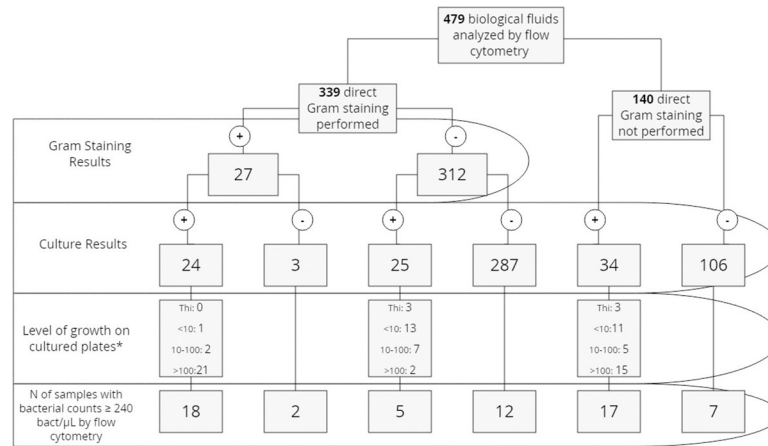 479 biological fluids
analyzed by flow
cytometry
339 direct
Gram staining
performed
140 direct
Gram staining
not performed
Gram Staining
Results
+
-
27
312
Culture Results
+
-
+
-
+
-
24
3
25
287
34
106
Level of growth on
cultured plates*
Thi: 0
<10: 1
10-100: 2
>100:21
Thi: 3
<10: 13
10-100: 7
>100: 2
Thi: 3
<10:11
10-100: 5
>100: 15
N of samples with
bacterial counts ≥ 240
bact/µL by flow
cytometry
18
2
5
12
17
7